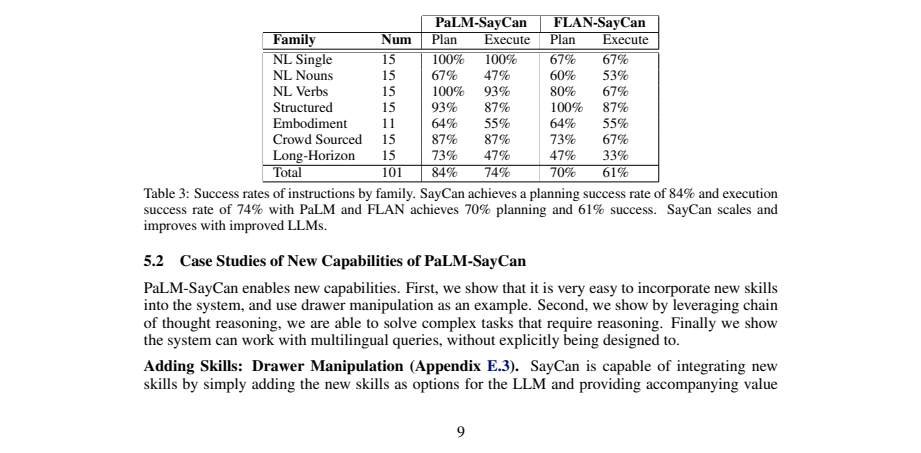 PaLM-SayCan FLAN-SayCan
Family Num Plan Execute Plan Execute
NL Single 15 100% 100% 67% 67%
NL Nouns 15 67% 47% 60% 53%
NL Verbs 15 100% 93% 80% 67%
Structured 15 93% 87% 100% 87%
Embodiment 11 64% 55% 64% 55%
Crowd Sourced 15 87% 87% 73% 67%
Long-Horizon 15 73% 47% 47% 33%
Total 101 84% 74% 70% 61%
Table 3: Success rates of instructions by family. SayCan achieves a planning success rate of 84% and execution
success rate of 74% with PaLM and FLAN achieves 70% planning and 61% success. SayCan scales and
improves with improved LLMs.
5.2 Case Studies of New Capabilities of PaLM-SayCan
PaLM-SayCan enables new capabilities. First, we show that it is very easy to incorporate new skills
into the system, and use drawer manipulation as an example. Second, we show by leveraging chain
of thought reasoning, we are able to solve complex tasks that require reasoning. Finally we show
the system can work with multilingual queries, without explicitly being designed to.
Adding Skills: Drawer Manipulation (Appendix E.3). SayCan is capable of integrating new
skills by simply adding the new skills as options for the LLM and providing accompanying value
9